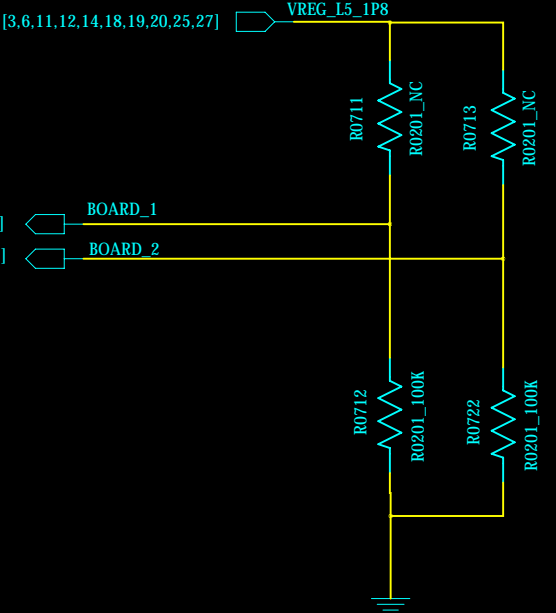 [3,6,11,12,14,18,19,20,25,27]
VREG_L5_1P8
R0711
R0201_NC
R0713
R0201_NC
]
BOARD_1
]
BOARD_2
R0712
R0201_100K
R0722
R0201_100K